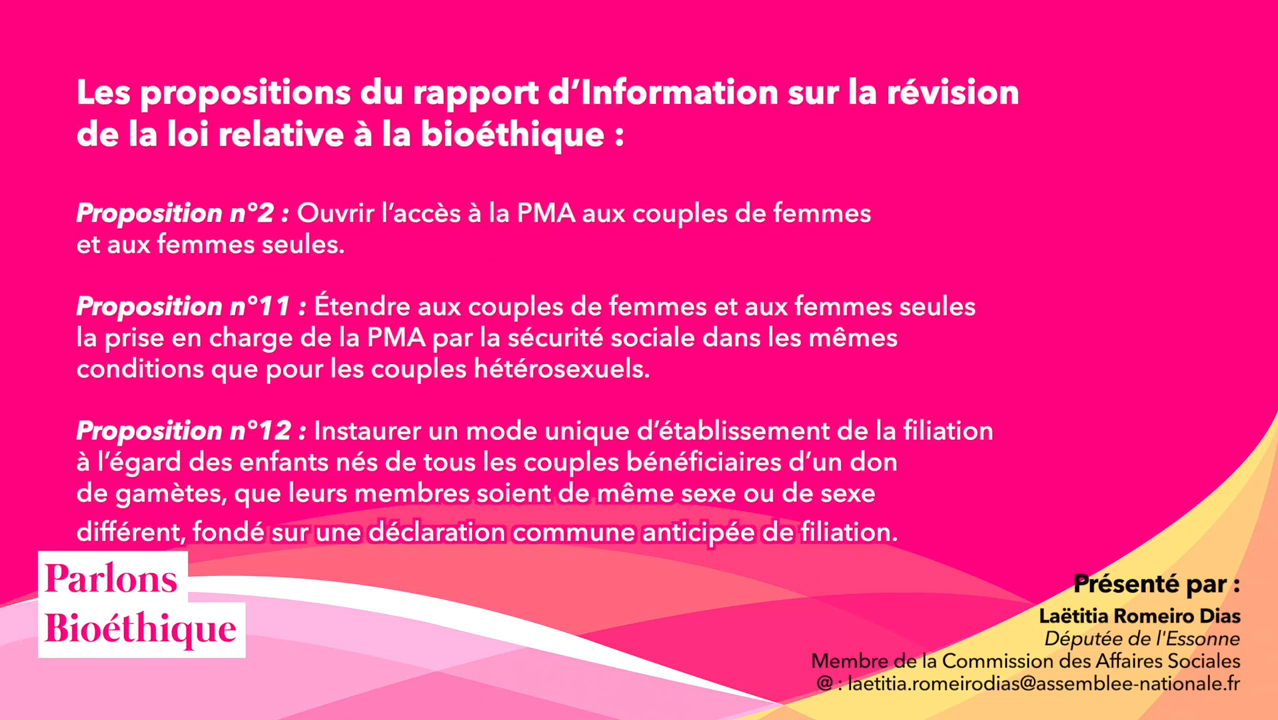 Les propositions du rapport d’Information sur la révision
de la loi relative à la bioéthique :
Proposition n°2 : Ouvrir l’accès à la PMA aux couples de femmes
et aux femmes seules.
Proposition n°11 : Étendre aux couples de femmes et aux femmes seules
la prise en charge de la PMA par la sécurité sociale dans les mêmes
conditions que pour les couples hétérosexuels.
Proposition n°12 : Instaurer un mode unique d’établissement de la filiation
à l’égard des enfants nés de tous les couples bénéficiaires d’un don
de gamètes, que leurs membres soient de même sexe ou de sexe
différent, fondé sur une déclaration commune anticipée de filiation.
Parlons
Bioéthique
Présenté par :
Laëtitia Romeiro Dias
Députée de l'Essonne
Membre de la Commission des Affaires Sociales
@ : laetitia.romeirodias@assemblee-nationale.fr